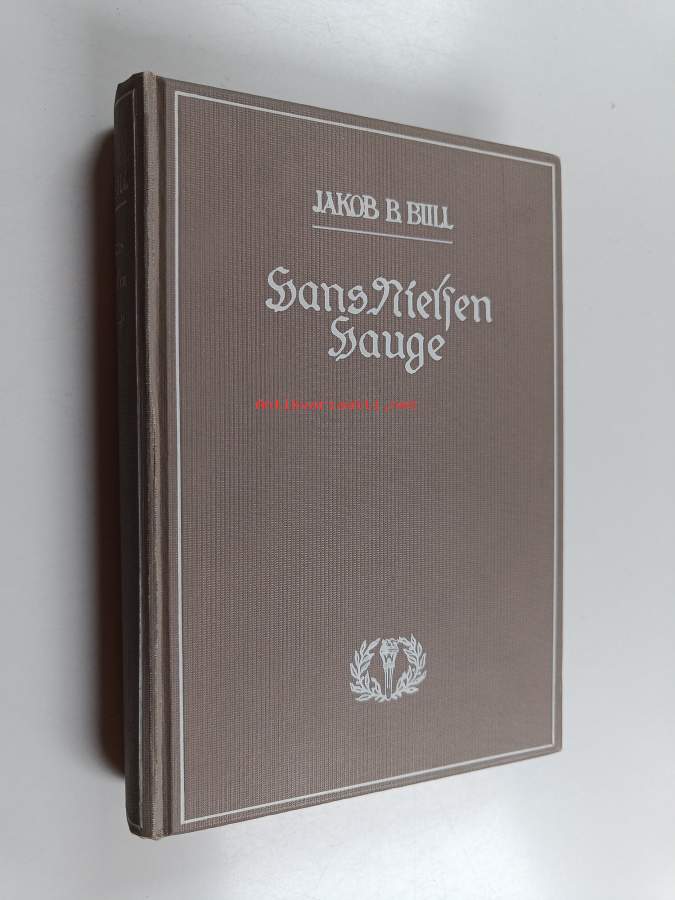 JAKOB B. BULL
Hans Nielsen
Hauge
Antikvariaatti.net